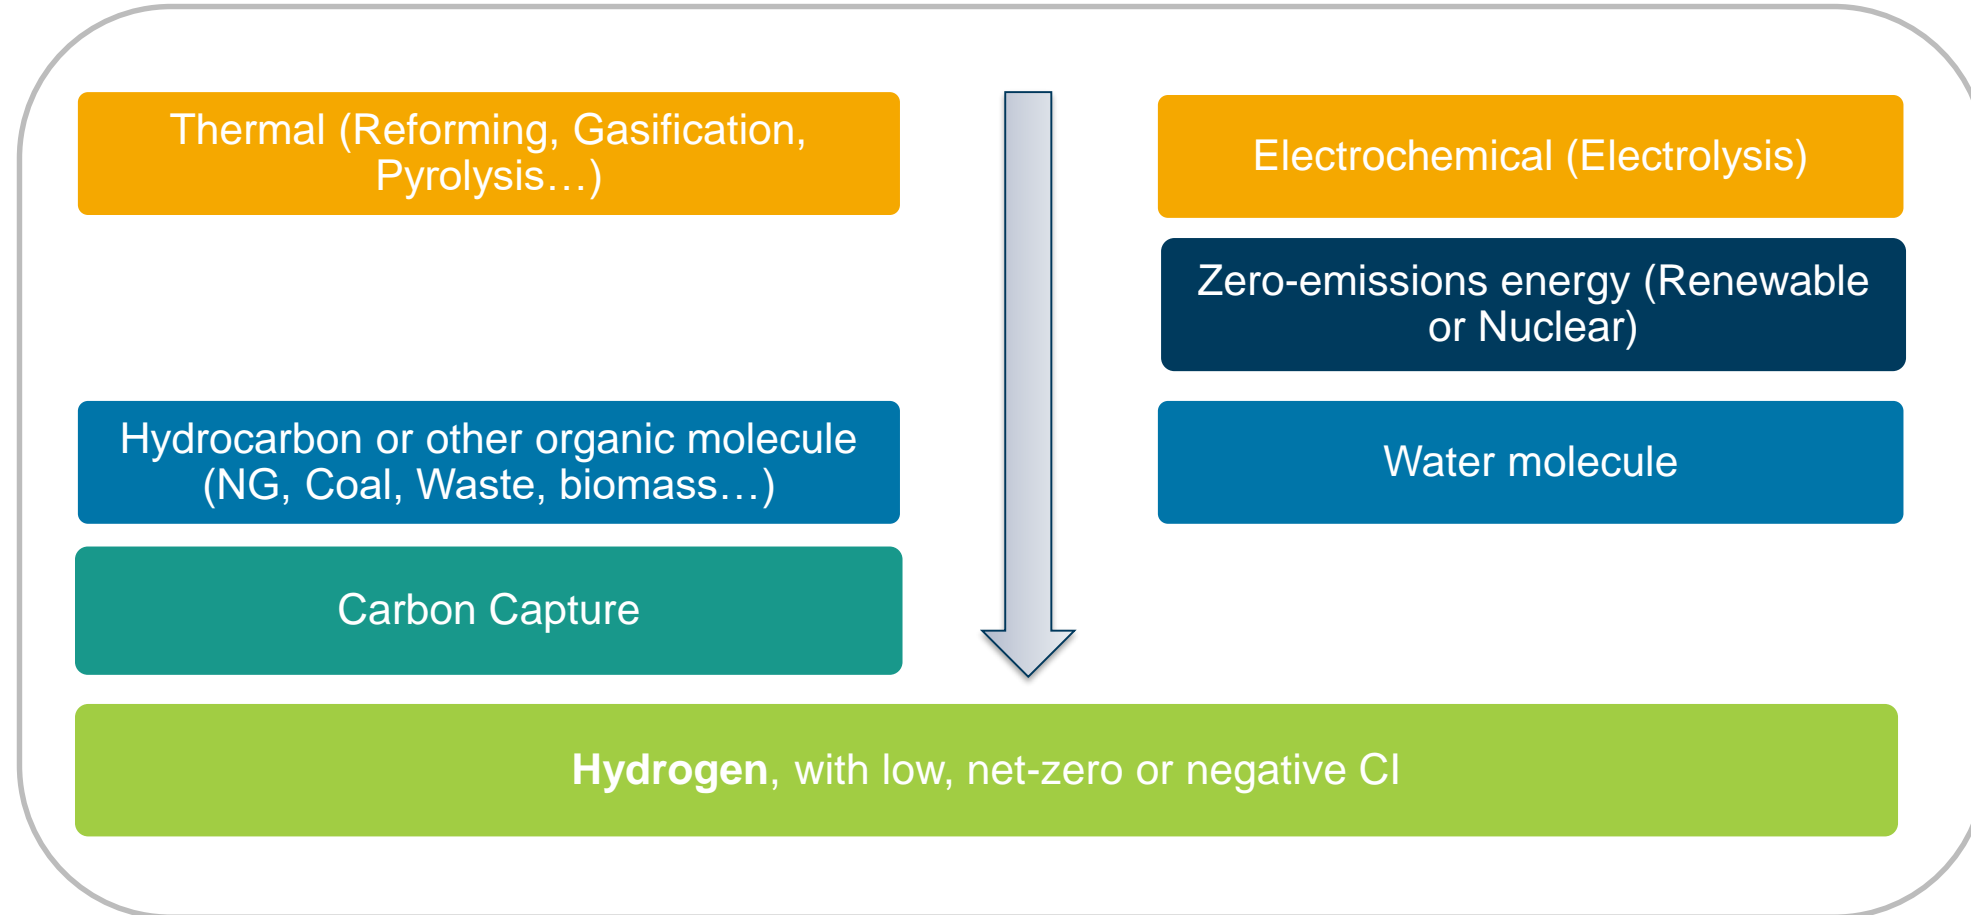 Thermal (Reforming, Gasification,
Pyrolysis…)
Electrochemical (Electrolysis)
Zero-emissions energy (Renewable
or Nuclear)
Hydrocarbon or other organic molecule
(NG, Coal, Waste, biomass…)
Water molecule
Carbon Capture
Hydrogen, with low, net-zero or negative CI